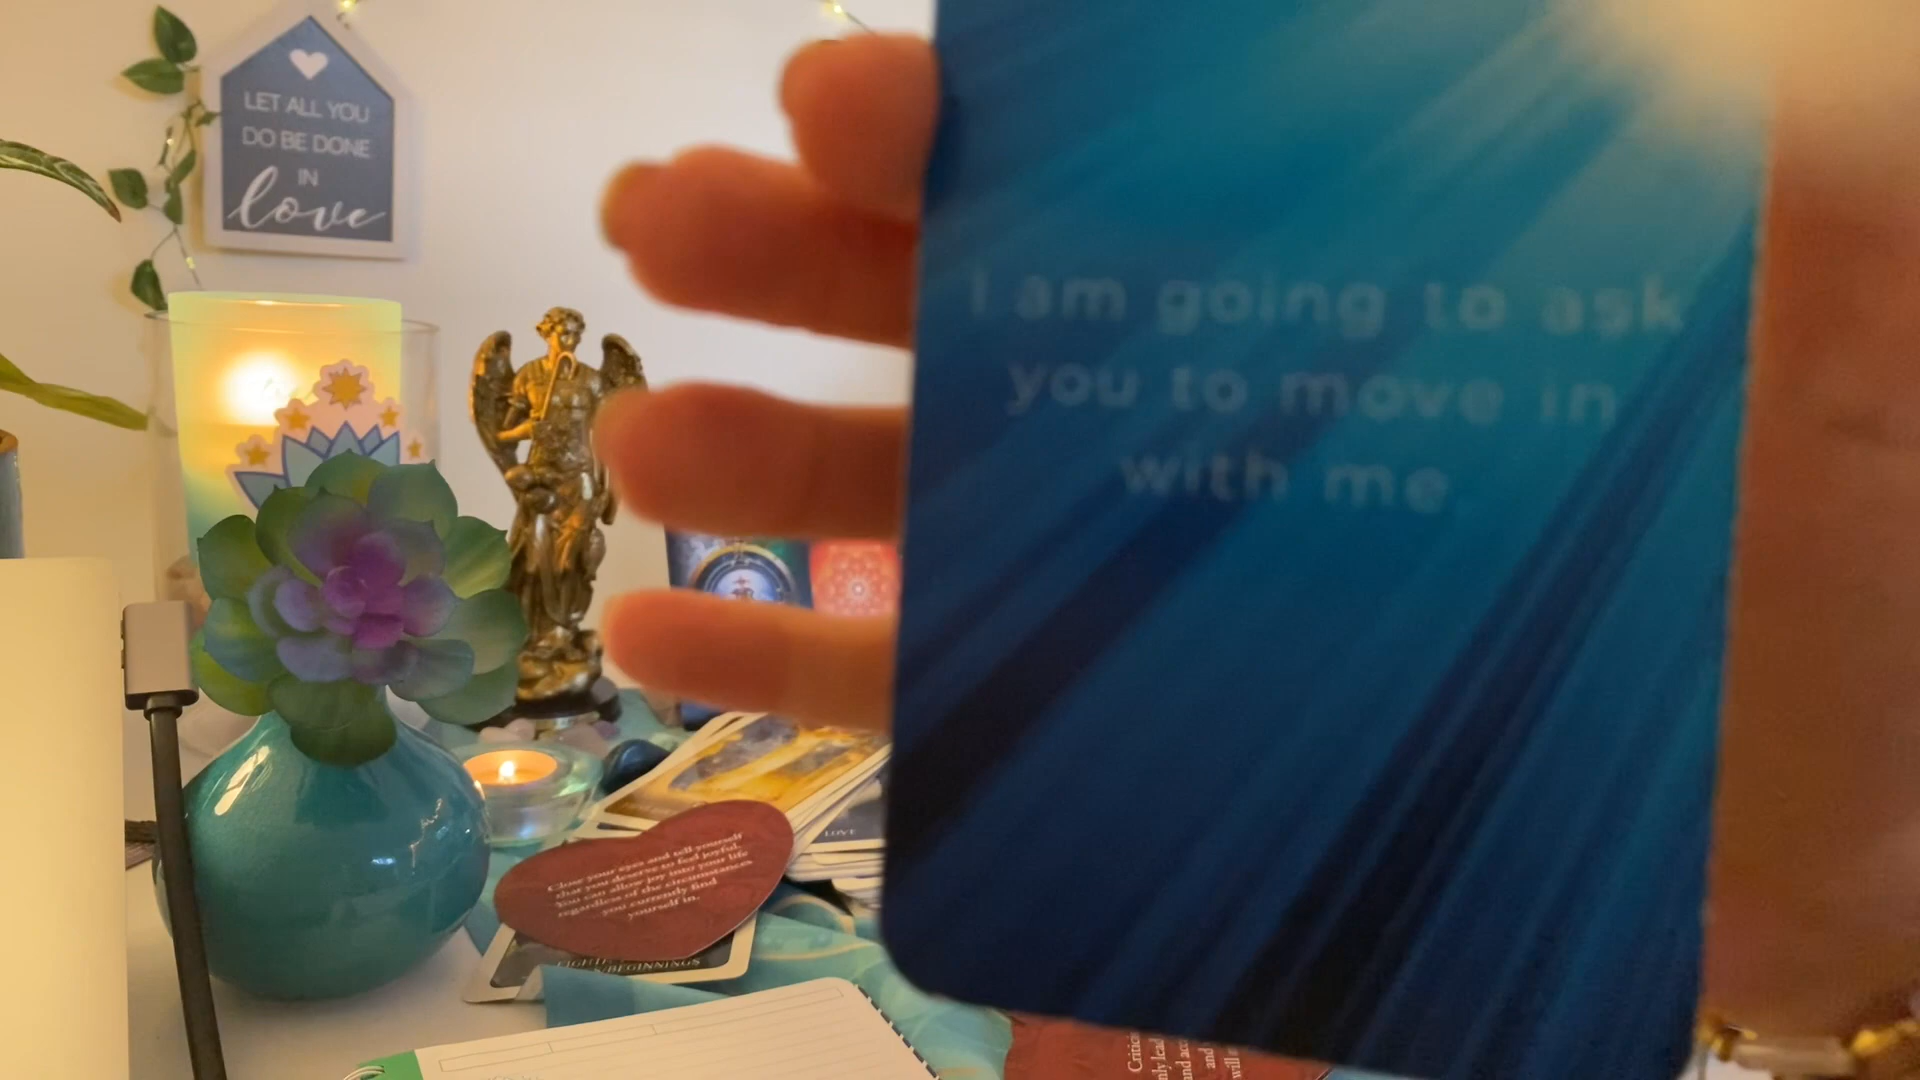 LET ALL YOU
DO BE DONE
IN
love
I am going to ask
you to move in
with me
LOVE
Close your eyes and tell yourself
that you deserve to feel joyful.
You can allow joy into your life
regardless of the circumstances
you currently find
yourself in.
BEGINNINGS
and